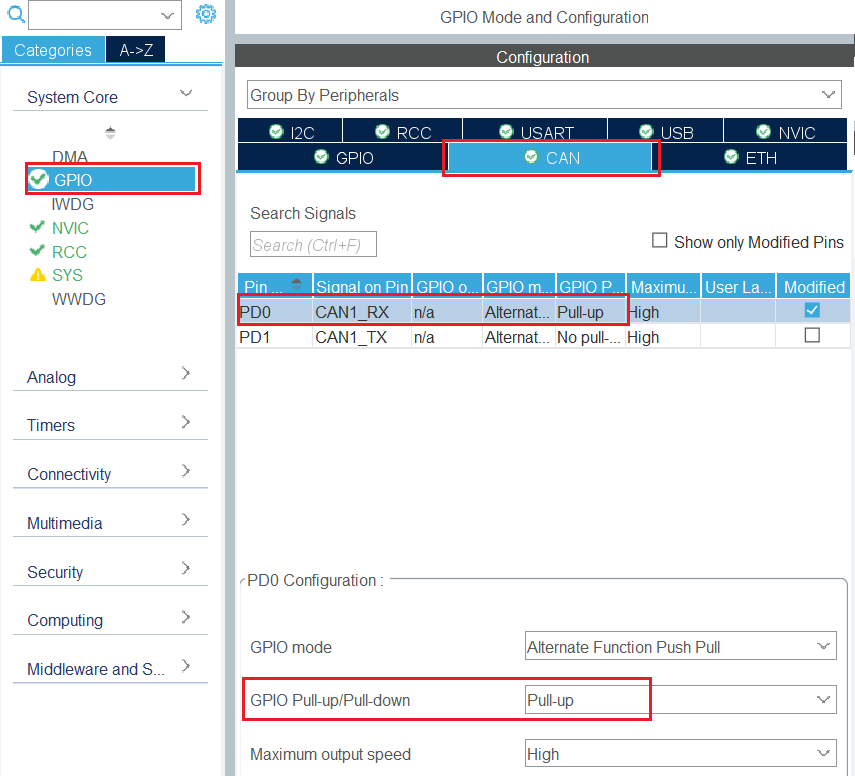 GPIO Mode and Configuration
Categories A->Z
Configuration
System Core
Group By Peripherals
I2C RCC USART USB NVIC
GPIO CAN ETH
DMA
GPIO
IWDG
NVIC
RCC
SYS
WWDG
Search Signals
Search (Ctrl+F)
Show only Modified Pins
Pin ... Signal on Pin GPIO o... GPIO m... GPIO P... Maximu... User La... Modified
PD0 CAN1_RX n/a Alternat... Pull-up High
PD1 CAN1_TX n/a Alternat... No pull-... High
Analog
Timers
Connectivity
Multimedia
Security
Computing
Middleware and S...
PD0 Configuration :
GPIO mode Alternate Function Push Pull
GPIO Pull-up/Pull-down Pull-up
Maximum output speed High